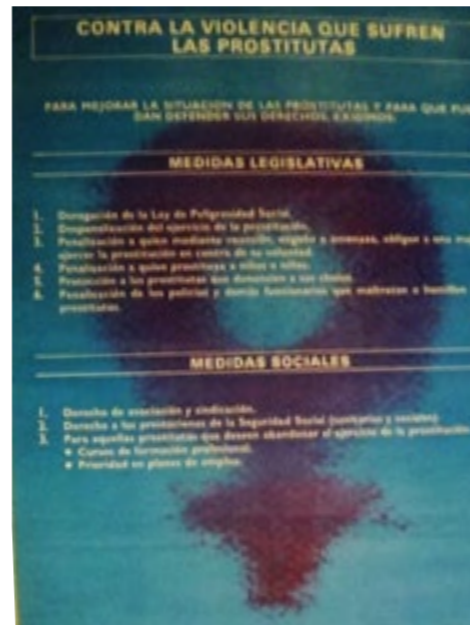 CONTRA LA VIOLENCIA QUE SUFREN
LAS PROSTITUTAS
PARA MEJORAR LA SITUACION DE LAS PROSTITUTAS Y PARA QUE PUE
DAN DEFENDER SUS DERECHOS, EXIGIMOS:
MEDIDAS LEGISLATIVAS
1. Derogación de la Ley de Peligrosidad Social.
2. Despenalización del ejercicio de la prostitución.
3. Penalización a quien mediante coacción, engaño o amenaza, obligue a una
ejercer la prostitución en contra de su voluntad.
4. Penalización a quien prostituya a niñas o niños.
5. Protección a las prostitutas que denuncien a sus chulos.
6. Penalización de los policías y demás funcionarios que maltratan o humillen
prostitutas.
MEDIDAS SOCIALES
1. Derecho de asociación y sindicación.
2. Derecho a las prestaciones de la Seguridad Social (sanitarias y sociales).
3. Para aquellas prostitutas que deseen abandonar el ejercicio de la prostitución
• Cursos de formación profesional.
• Prioridad en planes de empleo.